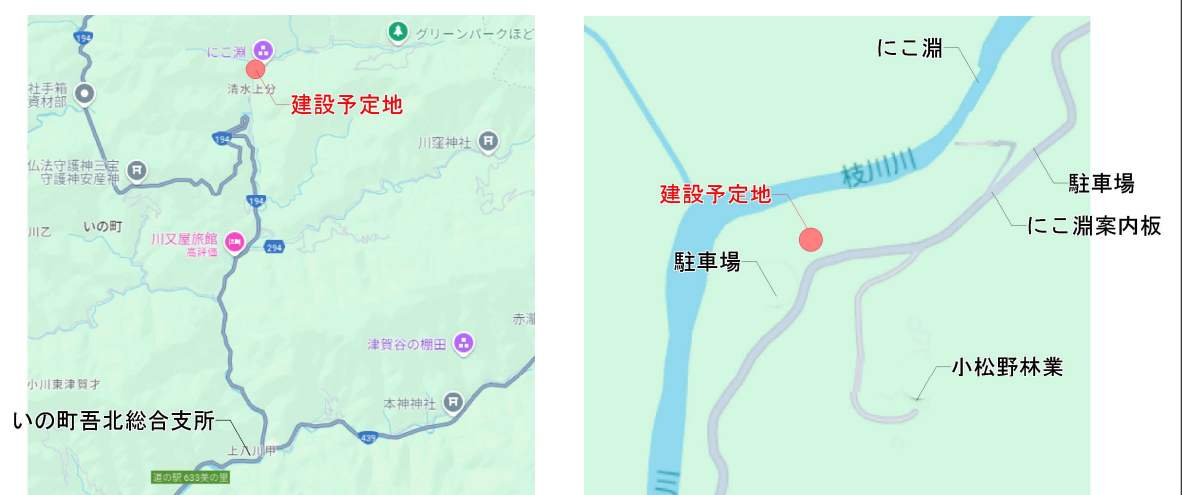 194
にこ淵
グリーンパークほど
社手箱
資材部
清水上分
建設予定地
194
川窪神社
仏法守護神三宝
守護神安産神
194
いの町
川乙
川又屋旅館
高評価
294
赤瀧
津賀谷の棚田
小川東津賀才
本神神社
いの町吾北総合支所
439
上八川甲
道の駅 633美の里
にこ淵
枝川川
駐車場
建設予定地
にこ淵案内板
駐車場
小松野林業
川